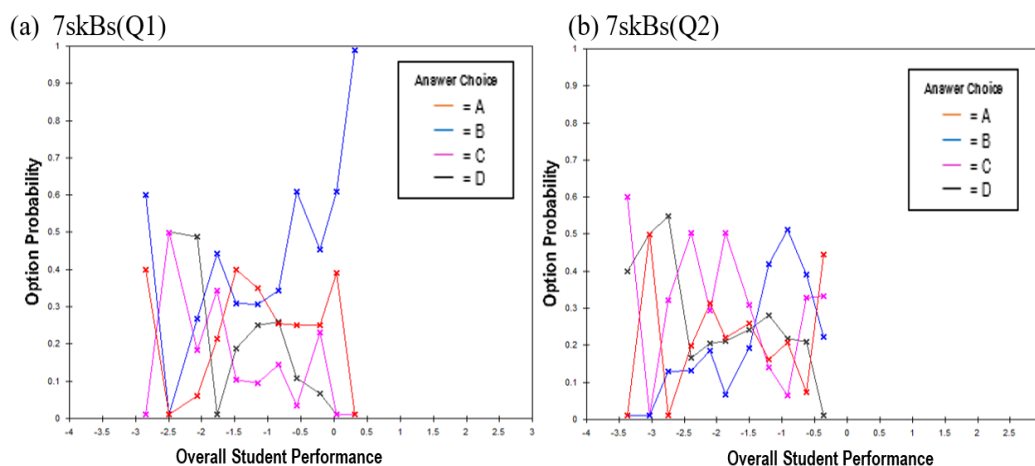 (a) 7skBs(Q1)
1
0.9
0.8
0.7
0.6
0.5
0.4
0.3
0.2
0.1
0
Option Probability
Answer Choice
= A
= B
= C
= D
-4 -3.5 -3 -2.5 -2 -1.5 -1 -0.5 0 0.5 1 1.5 2 2.5 3
Overall Student Performance
(b) 7skBs(Q2)
1
0.9
0.8
0.7
0.6
0.5
0.4
0.3
0.2
0.1
0
Option Probability
Answer Choice
= A
= B
= C
= D
-4 -3.5 -3 -2.5 -2 -1.5 -1 -0.5 0 0.5 1 1.5 2 2.5
Overall Student Performance